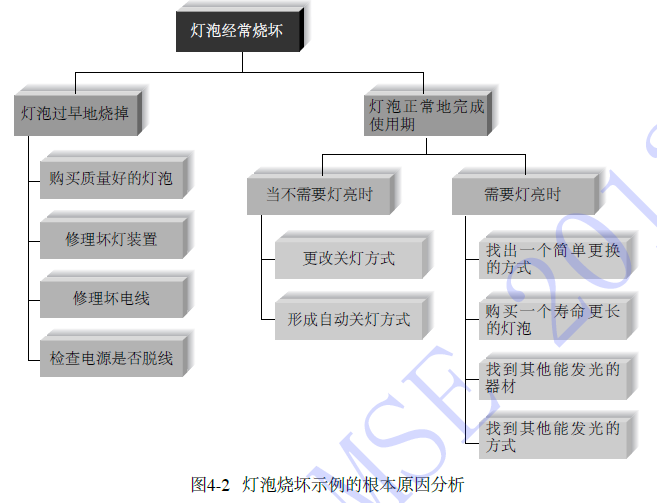 灯泡经常烧坏
灯泡过早地烧掉
灯泡正常地完成
使用期
购买质量好的灯泡
修理坏灯装置
修理坏电线
检查电源是否脱线
当不需要灯亮时
更改关灯方式
形成自动关灯方式
需要灯亮时
找出一个简单更换
的方式
购买一个寿命更长
的灯泡
找到其他能发光的
器材
找到其他能发光的
方式
图4-2 灯泡烧坏示例的根本原因分析
MSE 201